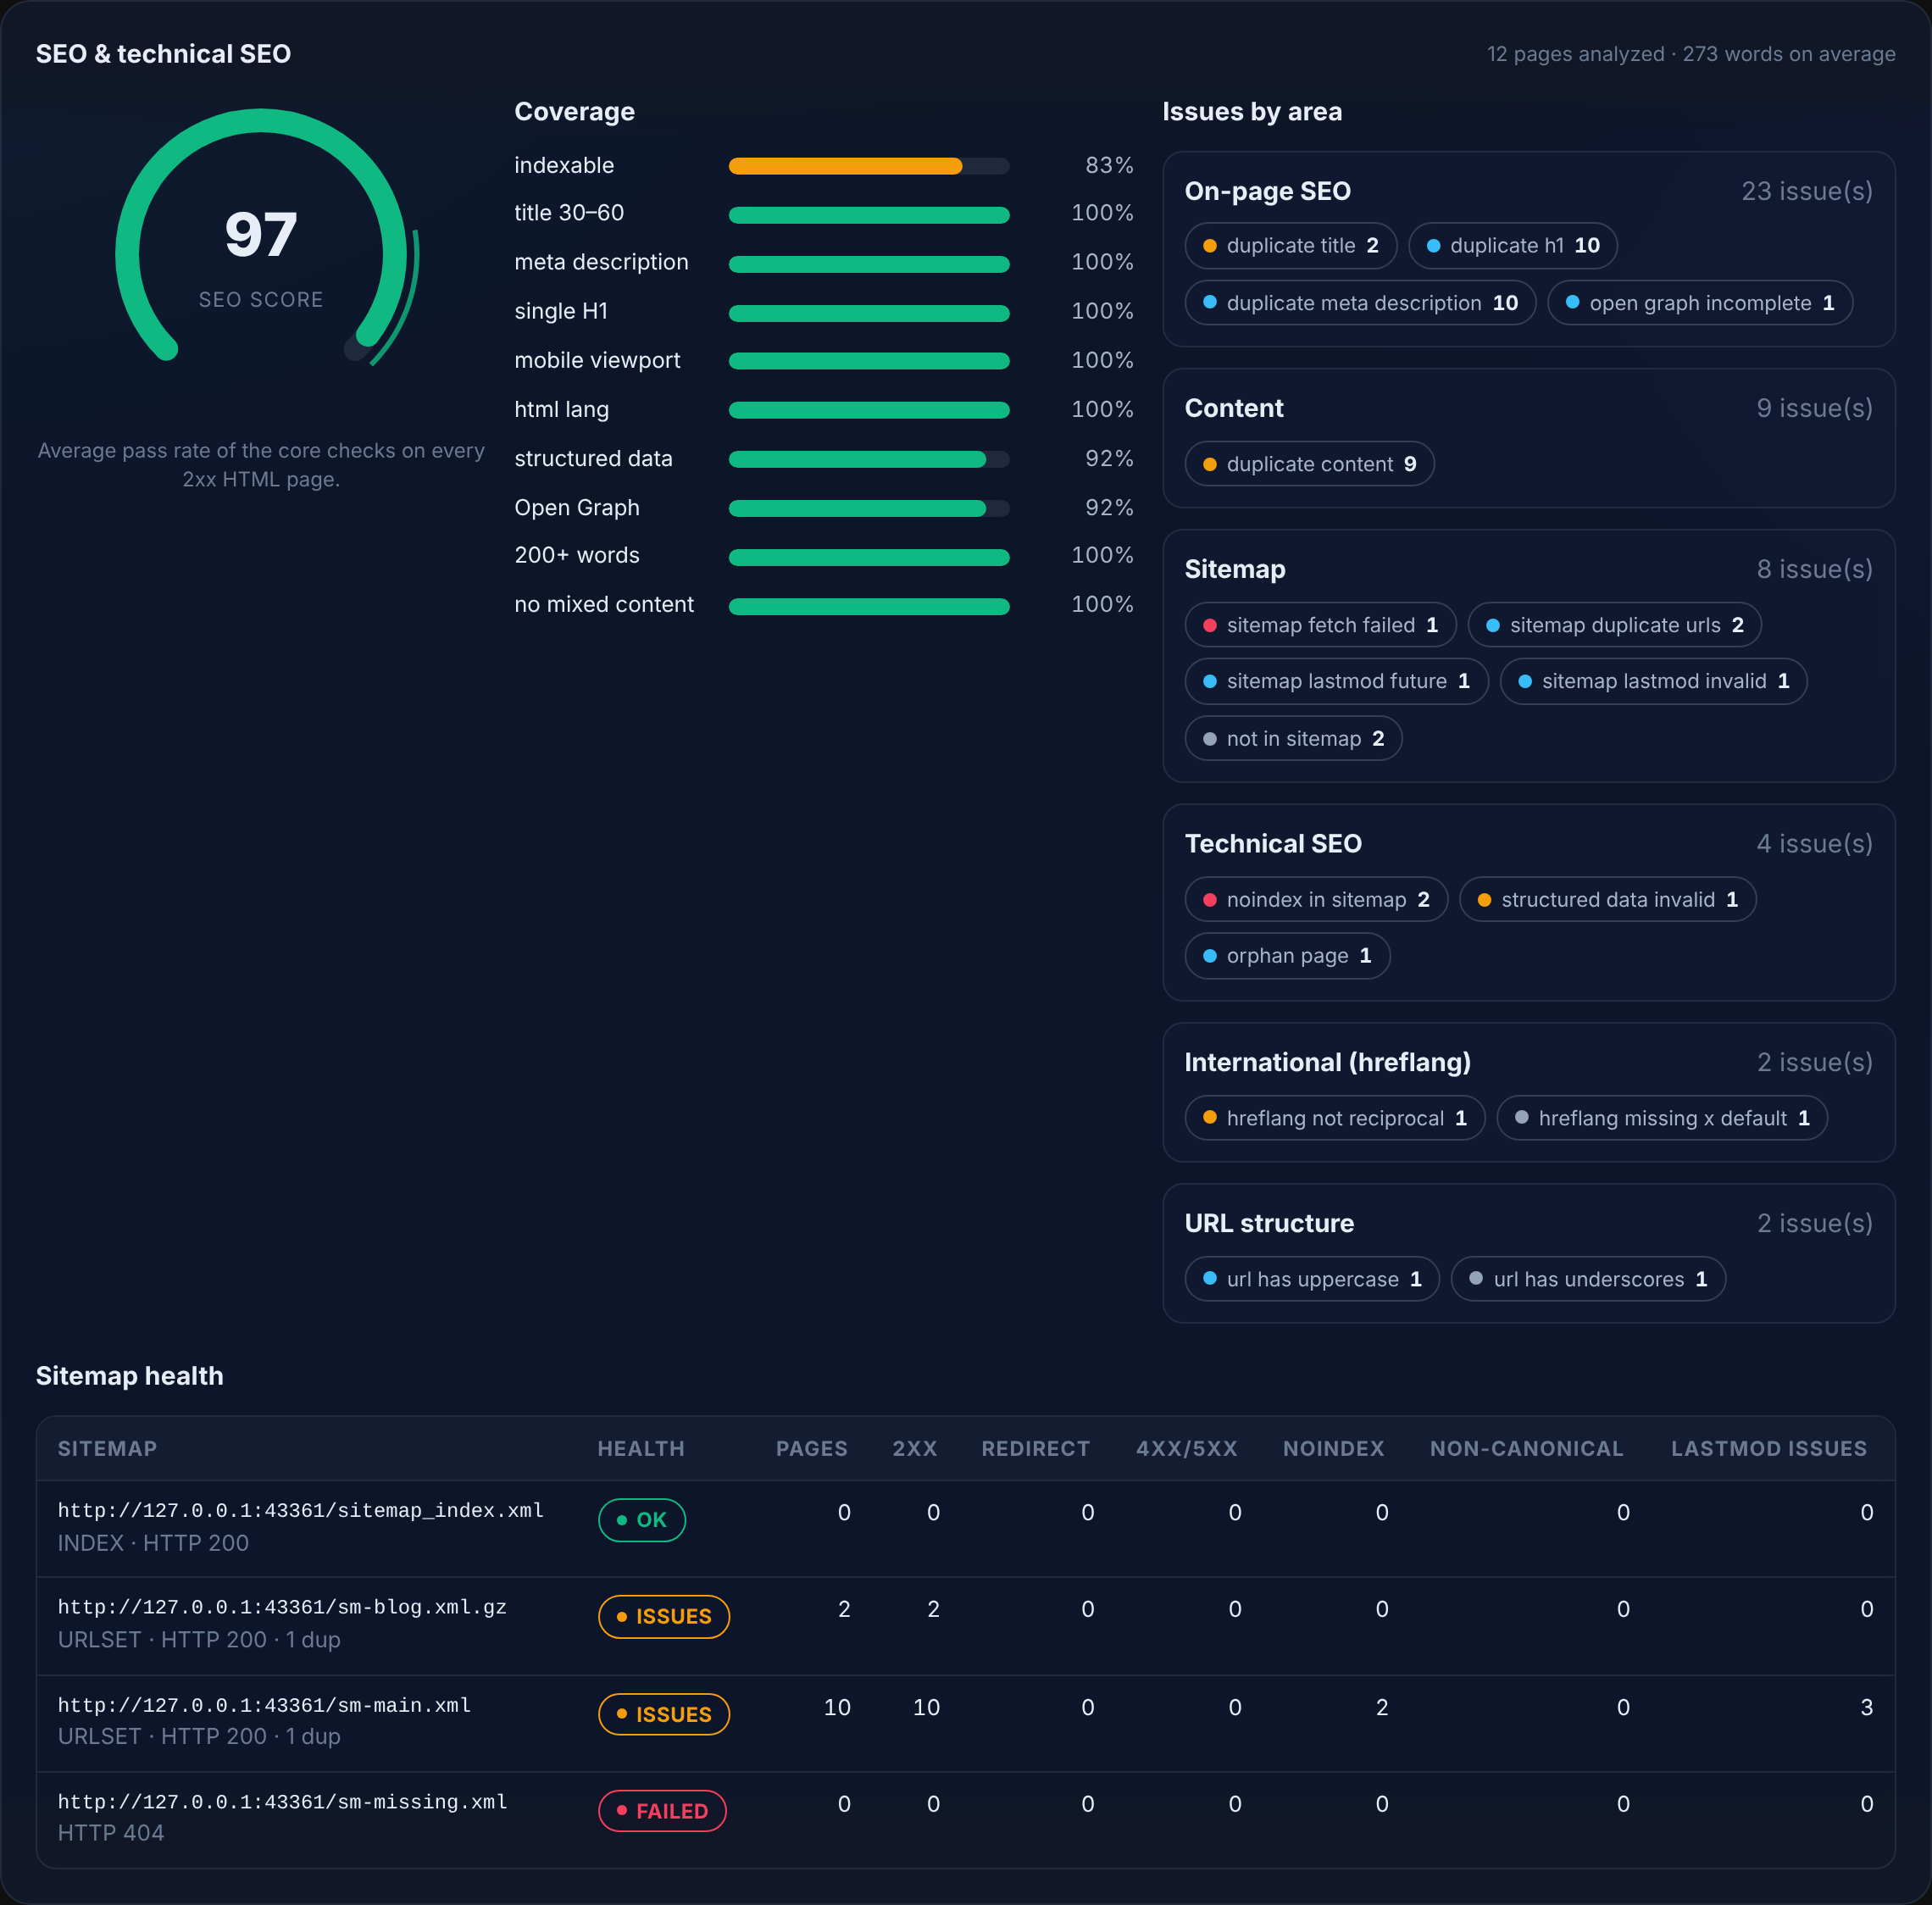 SEO & technical SEO
12 pages analyzed · 273 words on average
97
SEO SCORE
Average pass rate of the core checks on every
2xx HTML page.
Coverage
indexable 83%
title 30–60 100%
meta description 100%
single H1 100%
mobile viewport 100%
html lang 100%
structured data 92%
Open Graph 92%
200+ words 100%
no mixed content 100%
Issues by area
On-page SEO 23 issue(s)
duplicate title 2 duplicate h1 10
duplicate meta description 10 open graph incomplete 1
Content 9 issue(s)
duplicate content 9
Sitemap 8 issue(s)
sitemap fetch failed 1 sitemap duplicate urls 2
sitemap lastmod future 1 sitemap lastmod invalid 1
not in sitemap 2
Technical SEO 4 issue(s)
noindex in sitemap 2 structured data invalid 1
orphan page 1
International (hreflang) 2 issue(s)
hreflang not reciprocal 1 hreflang missing x default 1
URL structure 2 issue(s)
url has uppercase 1 url has underscores 1
Sitemap health
SITEMAP HEALTH PAGES 2XX REDIRECT 4XX/5XX NOINDEX NON-CANONICAL LASTMOD ISSUES
http://127.0.0.1:43361/sitemap_index.xml OK 0 0 0 0 0 0 0
INDEX · HTTP 200
http://127.0.0.1:43361/sm-blog.xml.gz ISSUES 2 2 0 0 0 0 0
URLSET · HTTP 200 · 1 dup
http://127.0.0.1:43361/sm-main.xml ISSUES 10 10 0 0 2 0 3
URLSET · HTTP 200 · 1 dup
http://127.0.0.1:43361/sm-missing.xml FAILED 0 0 0 0 0 0 0
HTTP 404